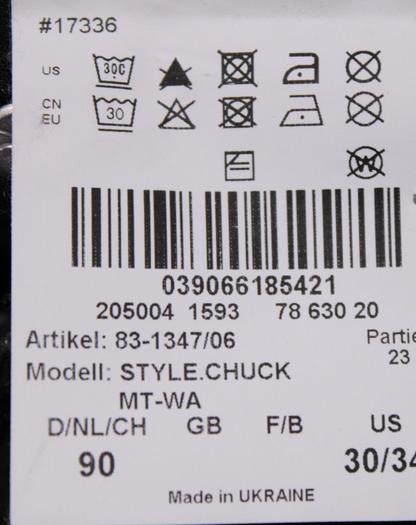 #17336
US 30C
CN
EU 30
W
039066185421
205004 1593 78 630 20
Artikel: 83-1347/06 Partie
23
Modell: STYLE.CHUCK
MT-WA
D/NL/CH GB F/B US
90 30/34
Made in UKRAINE